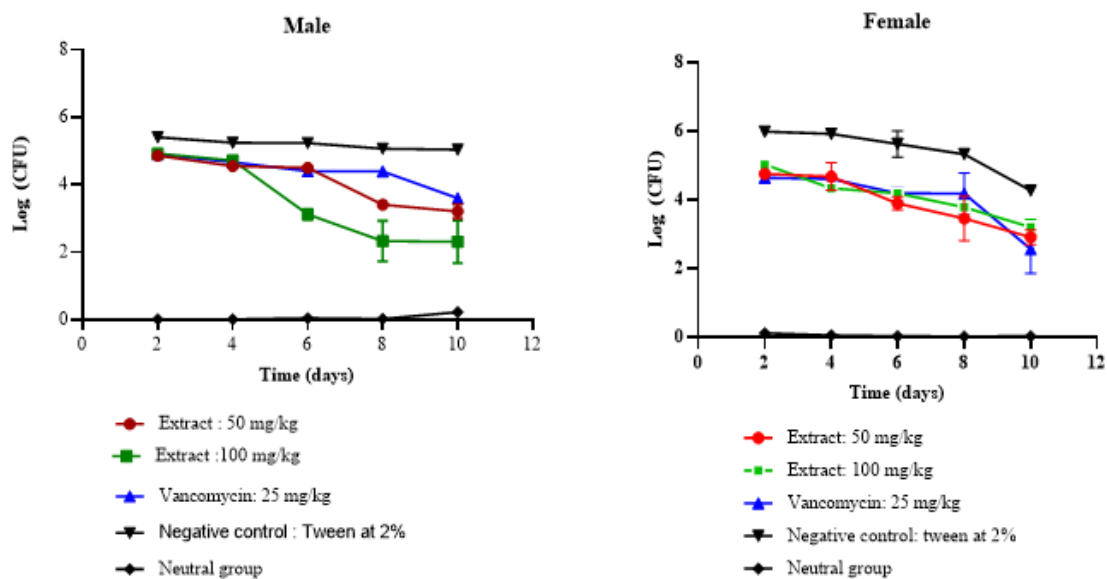 Male
8
6
4
2
0
Log (CFU)
0 2 4 6 8 10 12
Time (days)
Extract : 50 mg/kg
Extract :100 mg/kg
Vancomycin: 25 mg/kg
Negative control : Tween at 2%
Neutral group
Female
8
6
4
2
0
Log (CFU)
0 2 4 6 8 10 12
Time (days)
Extract: 50 mg/kg
Extract: 100 mg/kg
Vancomycin: 25 mg/kg
Negative control: tween at 2%
Neutral group